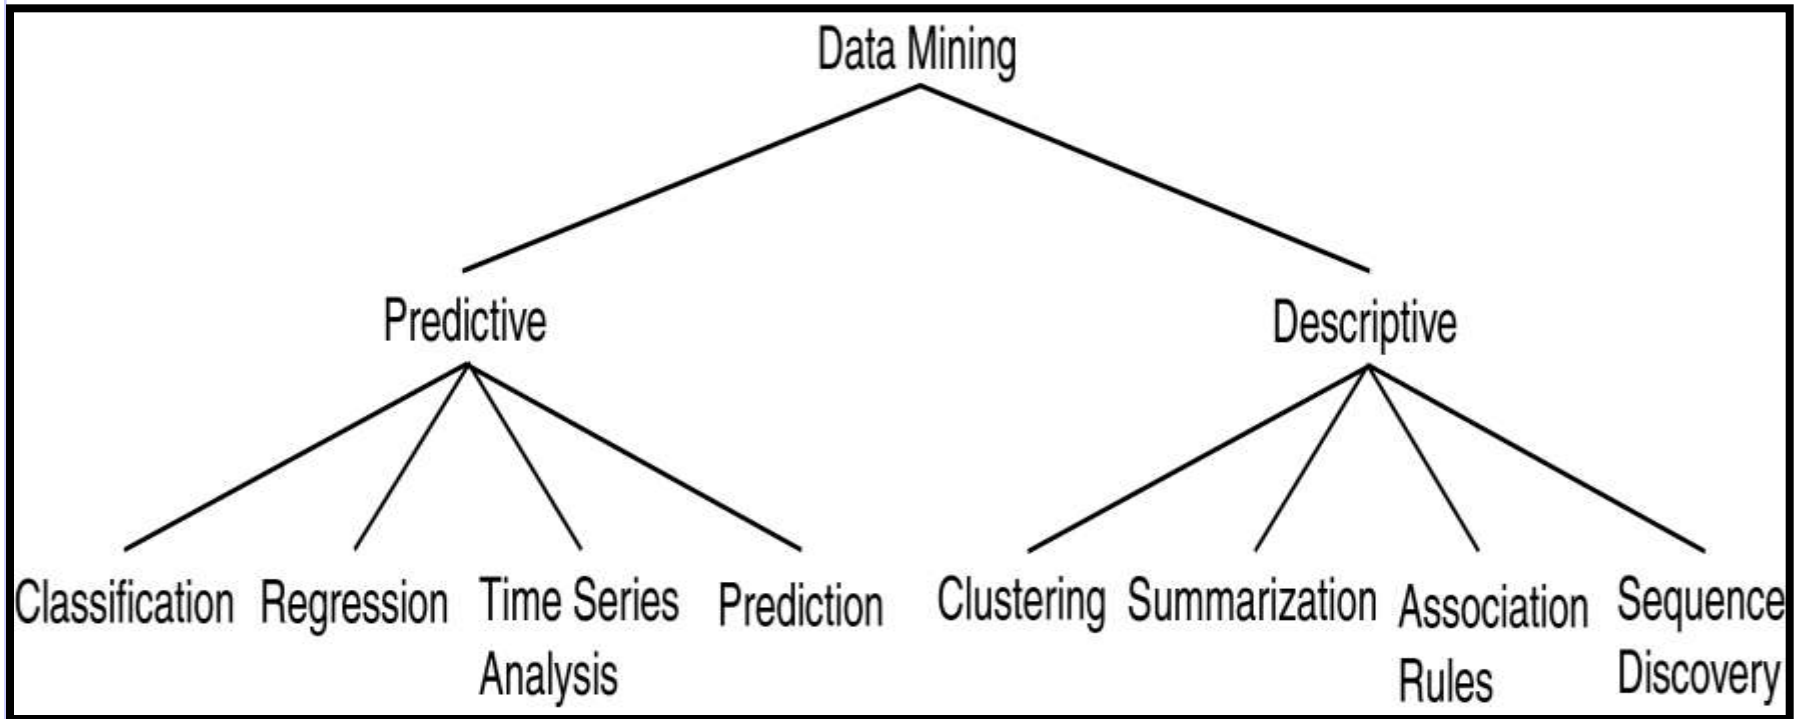 Data Mining
Predictive
Descriptive
Classification
Regression
Time Series
Analysis
Prediction
Clustering
Summarization
Association
Rules
Sequence
Discovery